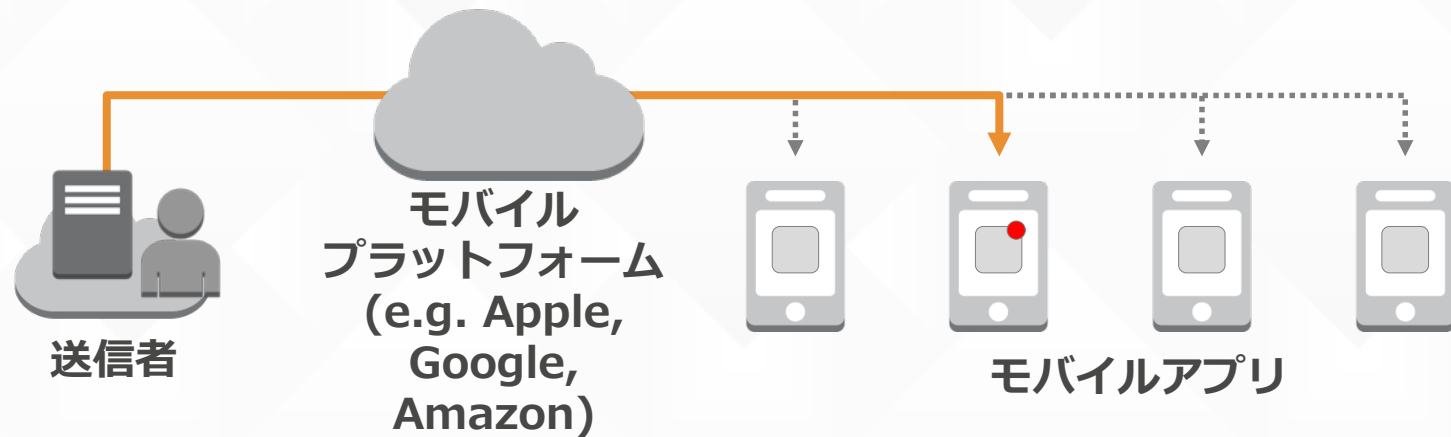 送信者
モバイル
プラットフォーム
(e.g. Apple,
Google,
Amazon)
モバイルアプリ